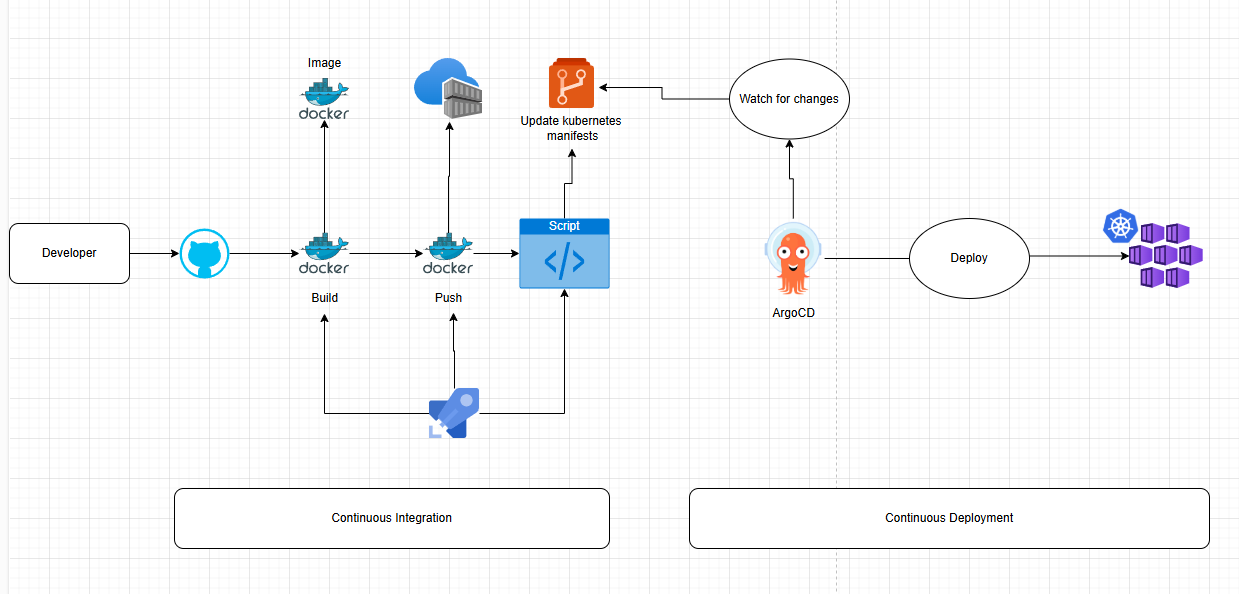 Image
docker
Update kubernetes
manifests
Watch for changes
Developer
docker
Build
docker
Push
Script
</>
ArgoCD
Deploy
Continuous Integration
Continuous Deployment